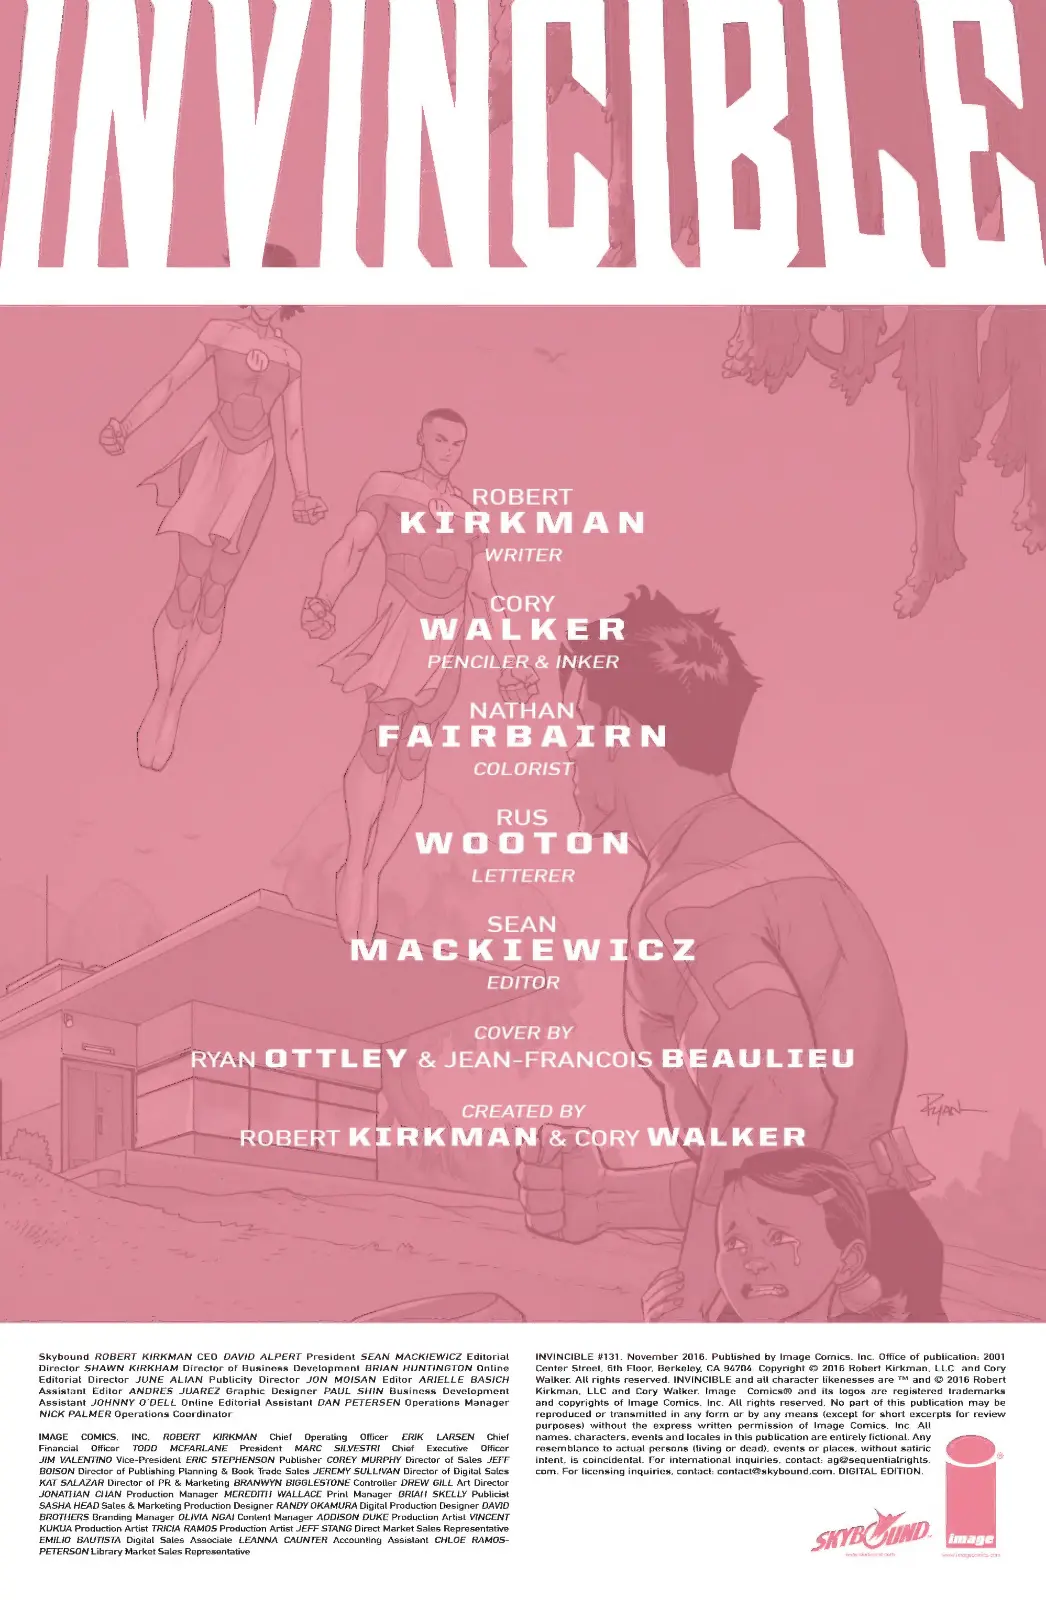 INVINCIBLE
ROBERT
KIRKMAN
WRITER
CORY
WALKER
PENCILER & INKER
NATHAN
FAIRBAIRN
COLORIST
RUS
WOOTON
LETTERER
SEAN
MACKIEWICZ
EDITOR
COVER BY
RYAN OTTLEY & JEAN-FRANCOIS BEAULIEU
CREATED BY
ROBERT KIRKMAN & CORY WALKER
RYAN
Skybound ROBERT KIRKMAN CEO DAVID ALPERT President SEAN MACKIEWICZ Editorial
Director SHAWN KIRKHAM Director of Business Development BRIAN HUNTINGTON Online
Editorial Director JUNE ALIAN Publicity Director JON MOISAN Editor ARIELLE BASICH
Assistant Editor ANDRES JUAREZ Graphic Designer PAUL SHIN Business Development
Assistant JOHNNY O'DELL Online Editorial Assistant DAN PETERSEN Operations Manager
NICK PALMER Operations Coordinator
IMAGE COMICS, INC. ROBERT KIRKMAN Chief Operating Officer ERIK LARSEN Chief
Financial Officer TODD MCFARLANE President MARC SILVESTRI Chief Executive Officer
JIM VALENTINO Vice-President ERIC STEPHENSON Publisher COREY MURPHY Director of Sales JEFF
BOISON Director of Publishing Planning & Book Trade Sales JEREMY SULLIVAN Director of Digital Sales
KAT SALAZAR Director of PR & Marketing BRANWYN BIGGLESTONE Controller DREW GILL Art Director
JONATHAN CHAN Production Manager MEREDITH WALLACE Print Manager BRIAH SKELLY Publicist
SASHA HEAD Sales & Marketing Production Designer RANDY OKAMURA Digital Production Designer DAVID
BROTHERS Branding Manager OLIVIA NGAI Content Manager ADDISON DUKE Production Artist VINCENT
KUKUA Production Artist TRICIA RAMOS Production Artist JEFF STANG Direct Market Sales Representative
EMILIO BAUTISTA Digital Sales Associate LEANNA CAUNTER Accounting Assistant CHLOE RAMOS-
PETERSON Library Market Sales Representative
INVINCIBLE #131. November 2016. Published by Image Comics, Inc. Office of publication: 2001
Center Street, 6th Floor, Berkeley, CA 94704. Copyright © 2016 Robert Kirkman, LLC and Cory
Walker. All rights reserved. INVINCIBLE and all character likenesses are ™ and © 2016 Robert
Kirkman, LLC and Cory Walker. Image Comics® and its logos are registered trademarks
and copyrights of Image Comics, Inc. All rights reserved. No part of this publication may be
reproduced or transmitted in any form or by any means (except for short excerpts for review
purposes) without the express written permission of Image Comics, Inc. All
names, characters, events and locales in this publication are entirely fictional. Any
resemblance to actual persons (living or dead), events or places, without satiric
intent, is coincidental. For international inquiries, contact: ag@sequentialrights.
com. For licensing inquiries, contact: contact@skybound.com. DIGITAL EDITION.
SKYBOUND
www.skybound.com
image
www.imagecomics.com